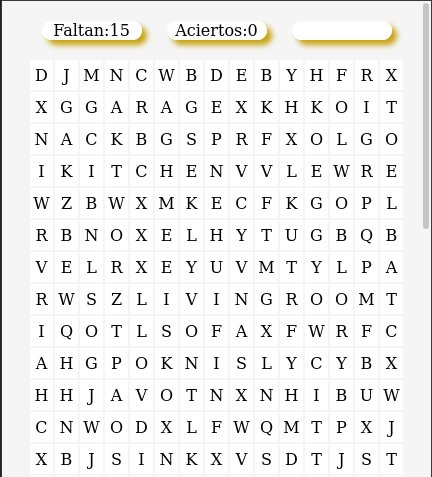 Faltan:15 Aciertos:0
D J M N C W B D E B Y H F R X
X G G A R A G E X K H K O I T
N A C K B G S P R F X O L G O
I K I T C H E N V V L E W R E
W Z B W X M K E C F K G O P L
R B N O X E L H Y T U G B Q B
V E L R X E Y U V M T Y L P A
R W S Z L I V I N G R O O M T
I Q O T L S O F A X F W R F C
A H G P O K N I S L Y C Y B X
H H J A V O T N X N H I B U W
C N W O D X L F W Q M T P X J
X B J S I N K X V S D T J S T